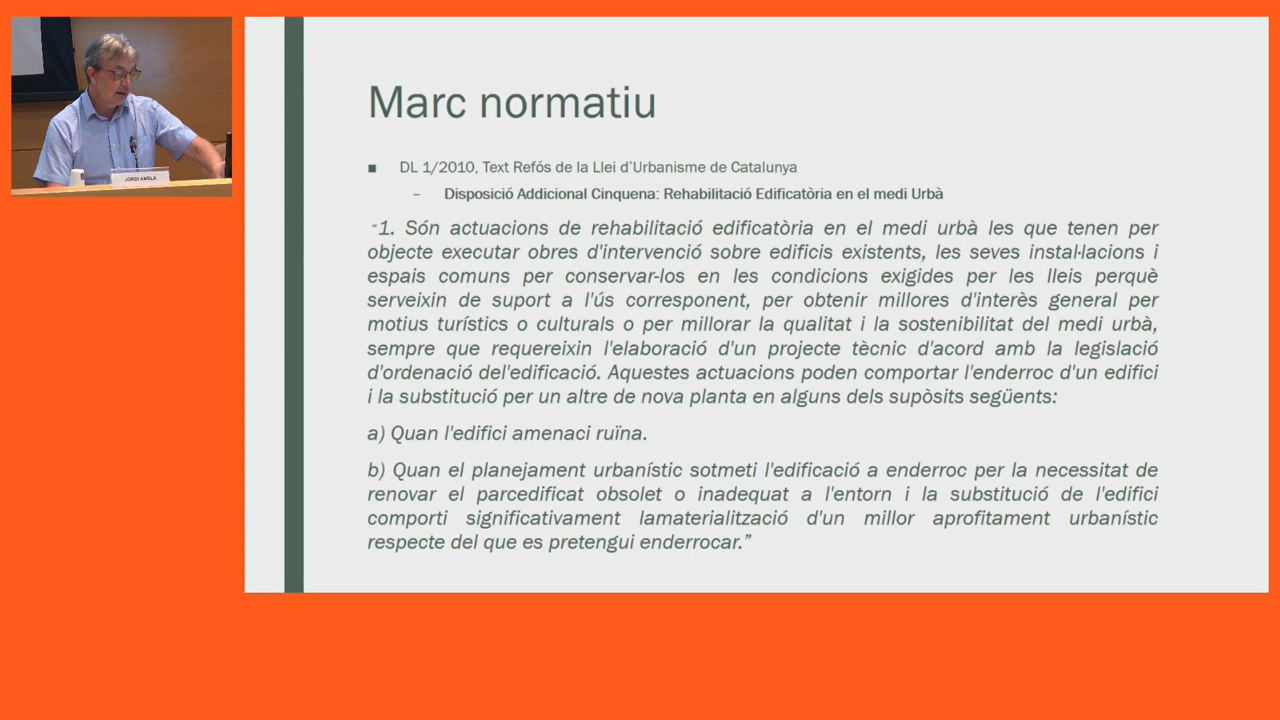 JORDI AMELA
Marc normatiu
■ DL 1/2010, Text Refós de la Llei d’Urbanisme de Catalunya
– Disposició Addicional Cinquena: Rehabilitació Edificatòria en el medi Urbà
“1. Són actuacions de rehabilitació edificatòria en el medi urbà les que tenen per
objecte executar obres d'intervenció sobre edificis existents, les seves instal·lacions i
espais comuns per conservar-los en les condicions exigides per les lleis perquè
serveixin de suport a l'ús corresponent, per obtenir millores d'interès general per
motius turístics o culturals o per millorar la qualitat i la sostenibilitat del medi urbà,
sempre que requereixin l'elaboració d'un projecte tècnic d'acord amb la legislació
d'ordenació del'edificació. Aquestes actuacions poden comportar l'enderroc d'un edifici
i la substitució per un altre de nova planta en alguns dels supòsits següents:
a) Quan l'edifici amenaci ruïna.
b) Quan el planejament urbanístic sotmeti l'edificació a enderroc per la necessitat de
renovar el parcedificat obsolet o inadequat a l'entorn i la substitució de l'edifici
comporti significativament lamaterialització d'un millor aprofitament urbanístic
respecte del que es pretengui enderrocar.”